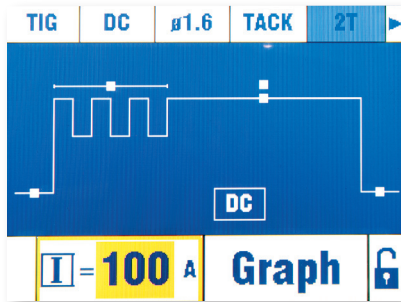 TIG DC ø1.6 TACK 2T
DC
I = 100 A Graph